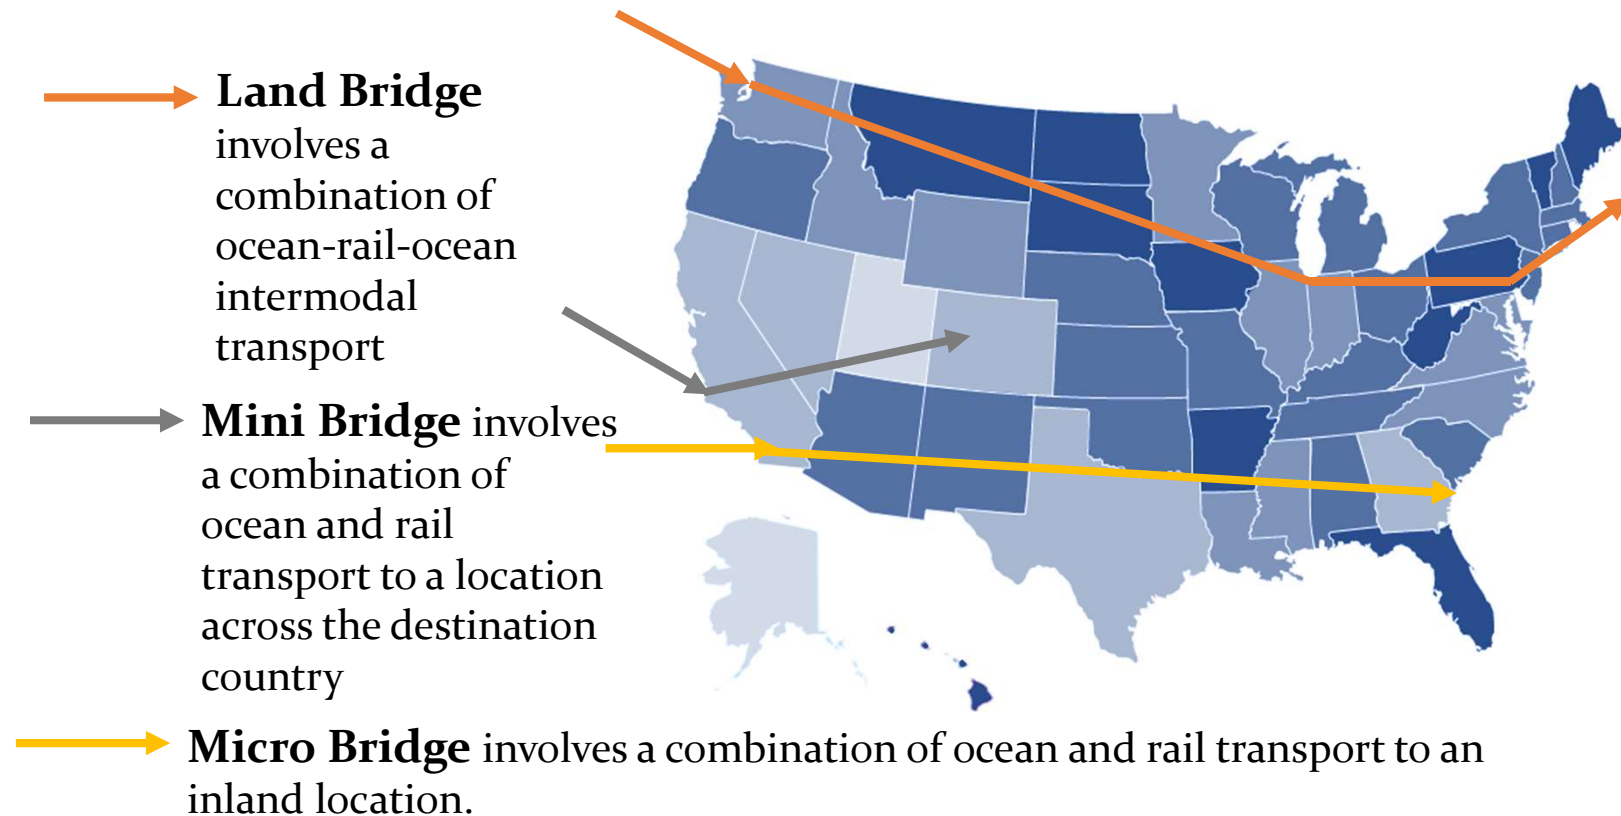 Land Bridge
involves a
combination of
ocean-rail-ocean
intermodal
transport
Mini Bridge involves
a combination of
ocean and rail
transport to a location
across the destination
country
Micro Bridge involves a combination of ocean and rail transport to an
inland location.